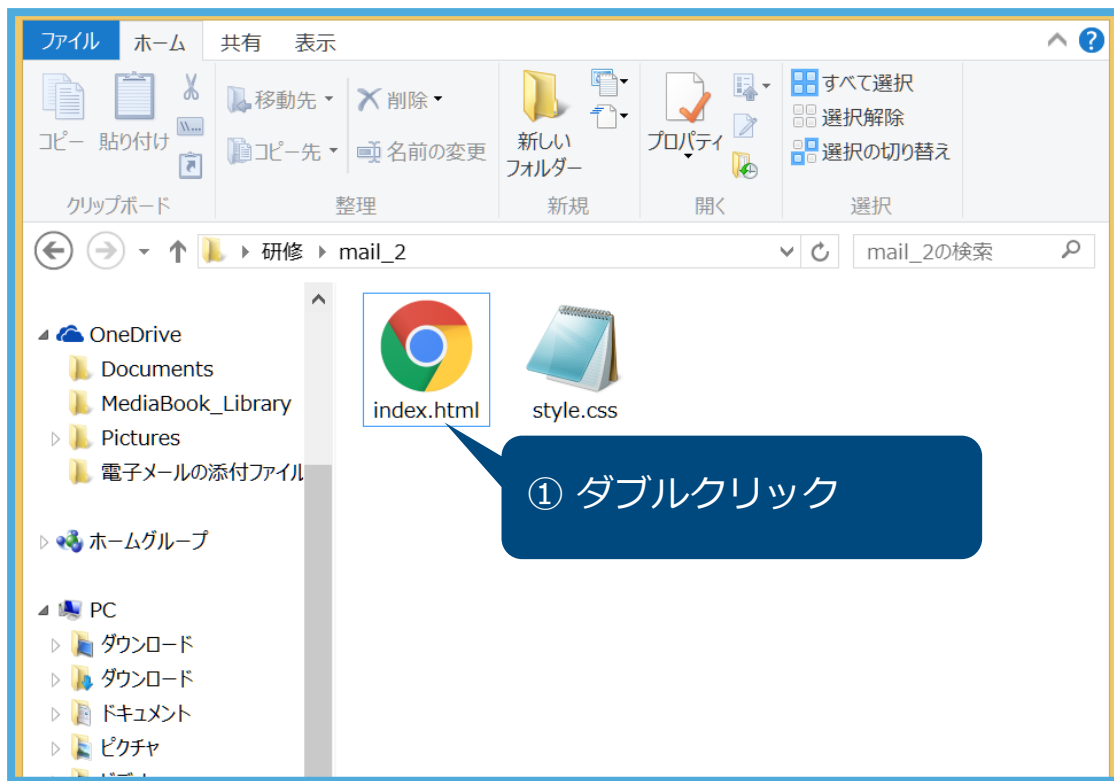 ファイル ホーム 共有 表示
コピー 貼り付け
移動先 削除
コピー先 名前の変更
新しい
フォルダー
プロパティ
すべて選択
選択解除
選択の切り替え
クリップボード 整理 新規 開く 選択
研修 mail_2
mail_2の検索
OneDrive
Documents
MediaBook_Library
Pictures
電子メールの添付ファイル
ホームグループ
PC
ダウンロード
ダウンロード
ドキュメント
ピクチャ
index.html style.css
① ダブルクリック